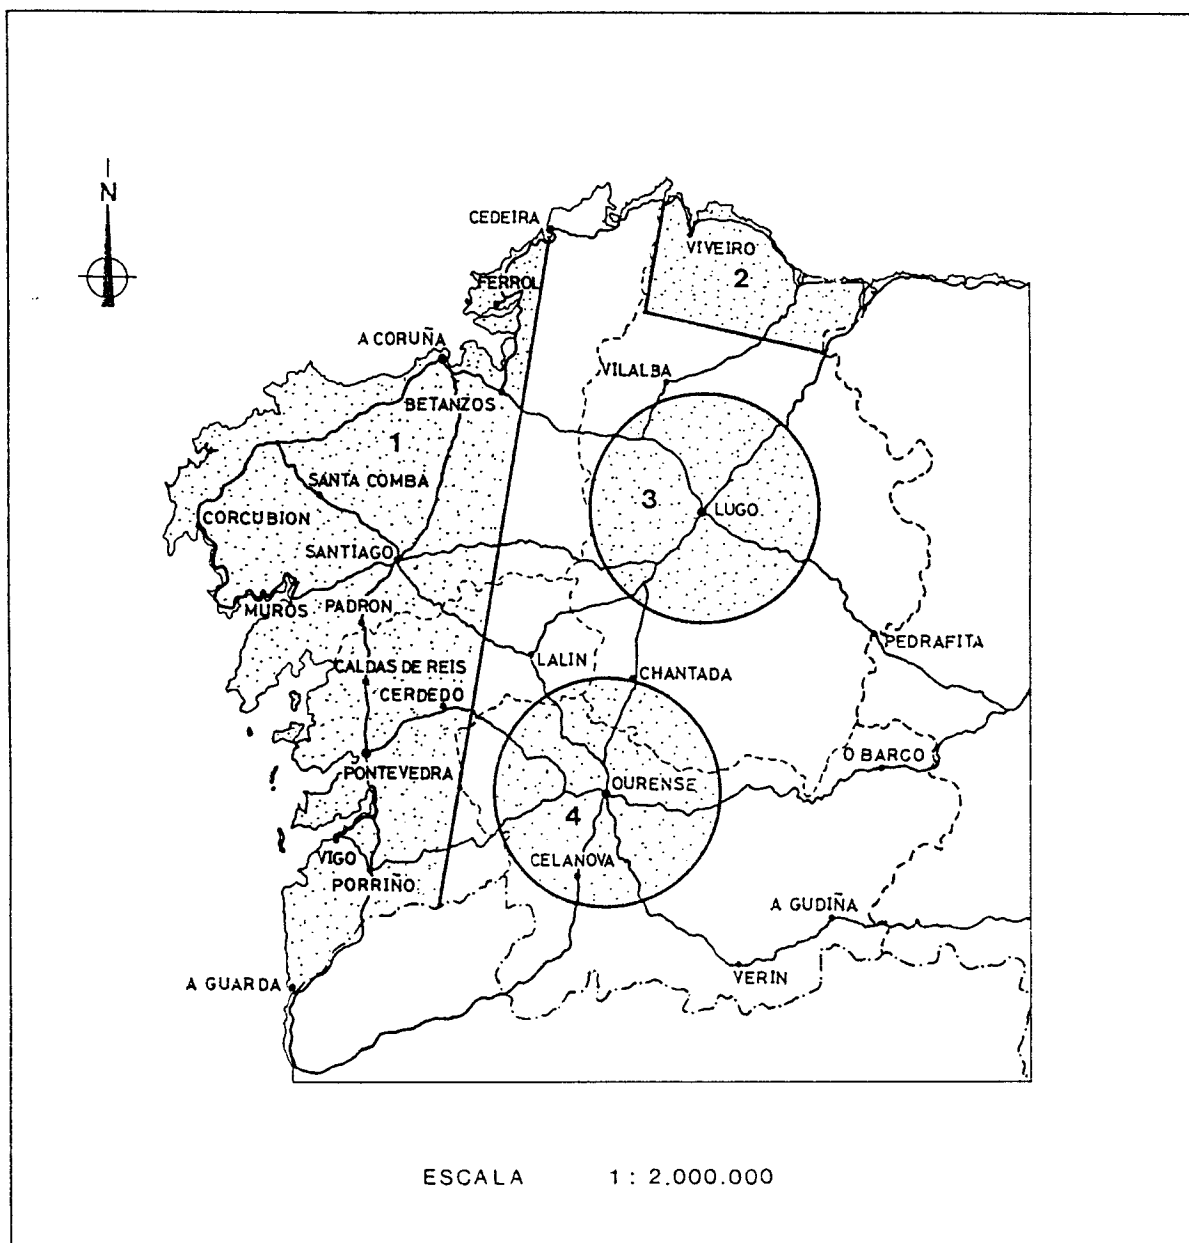 N
CEDEIRA
VIVEIRO
2
FERROL
A CORUÑA
VILALBA
BETANZOS
1
SANTA COMBA
3
LUGO
CORCUBION
SANTIAGO
MUROS
PADRON
PEDRAFITA
LALIN
CALDAS DE REIS
CHANTADA
CERDEDO
O BARCO
PONTEVEDRA
OURENSE
4
VIGO
CELANOVA
PORRIÑO
A GUDIÑA
VERIN
A GUARDA
ESCALA 1: 2.000.000